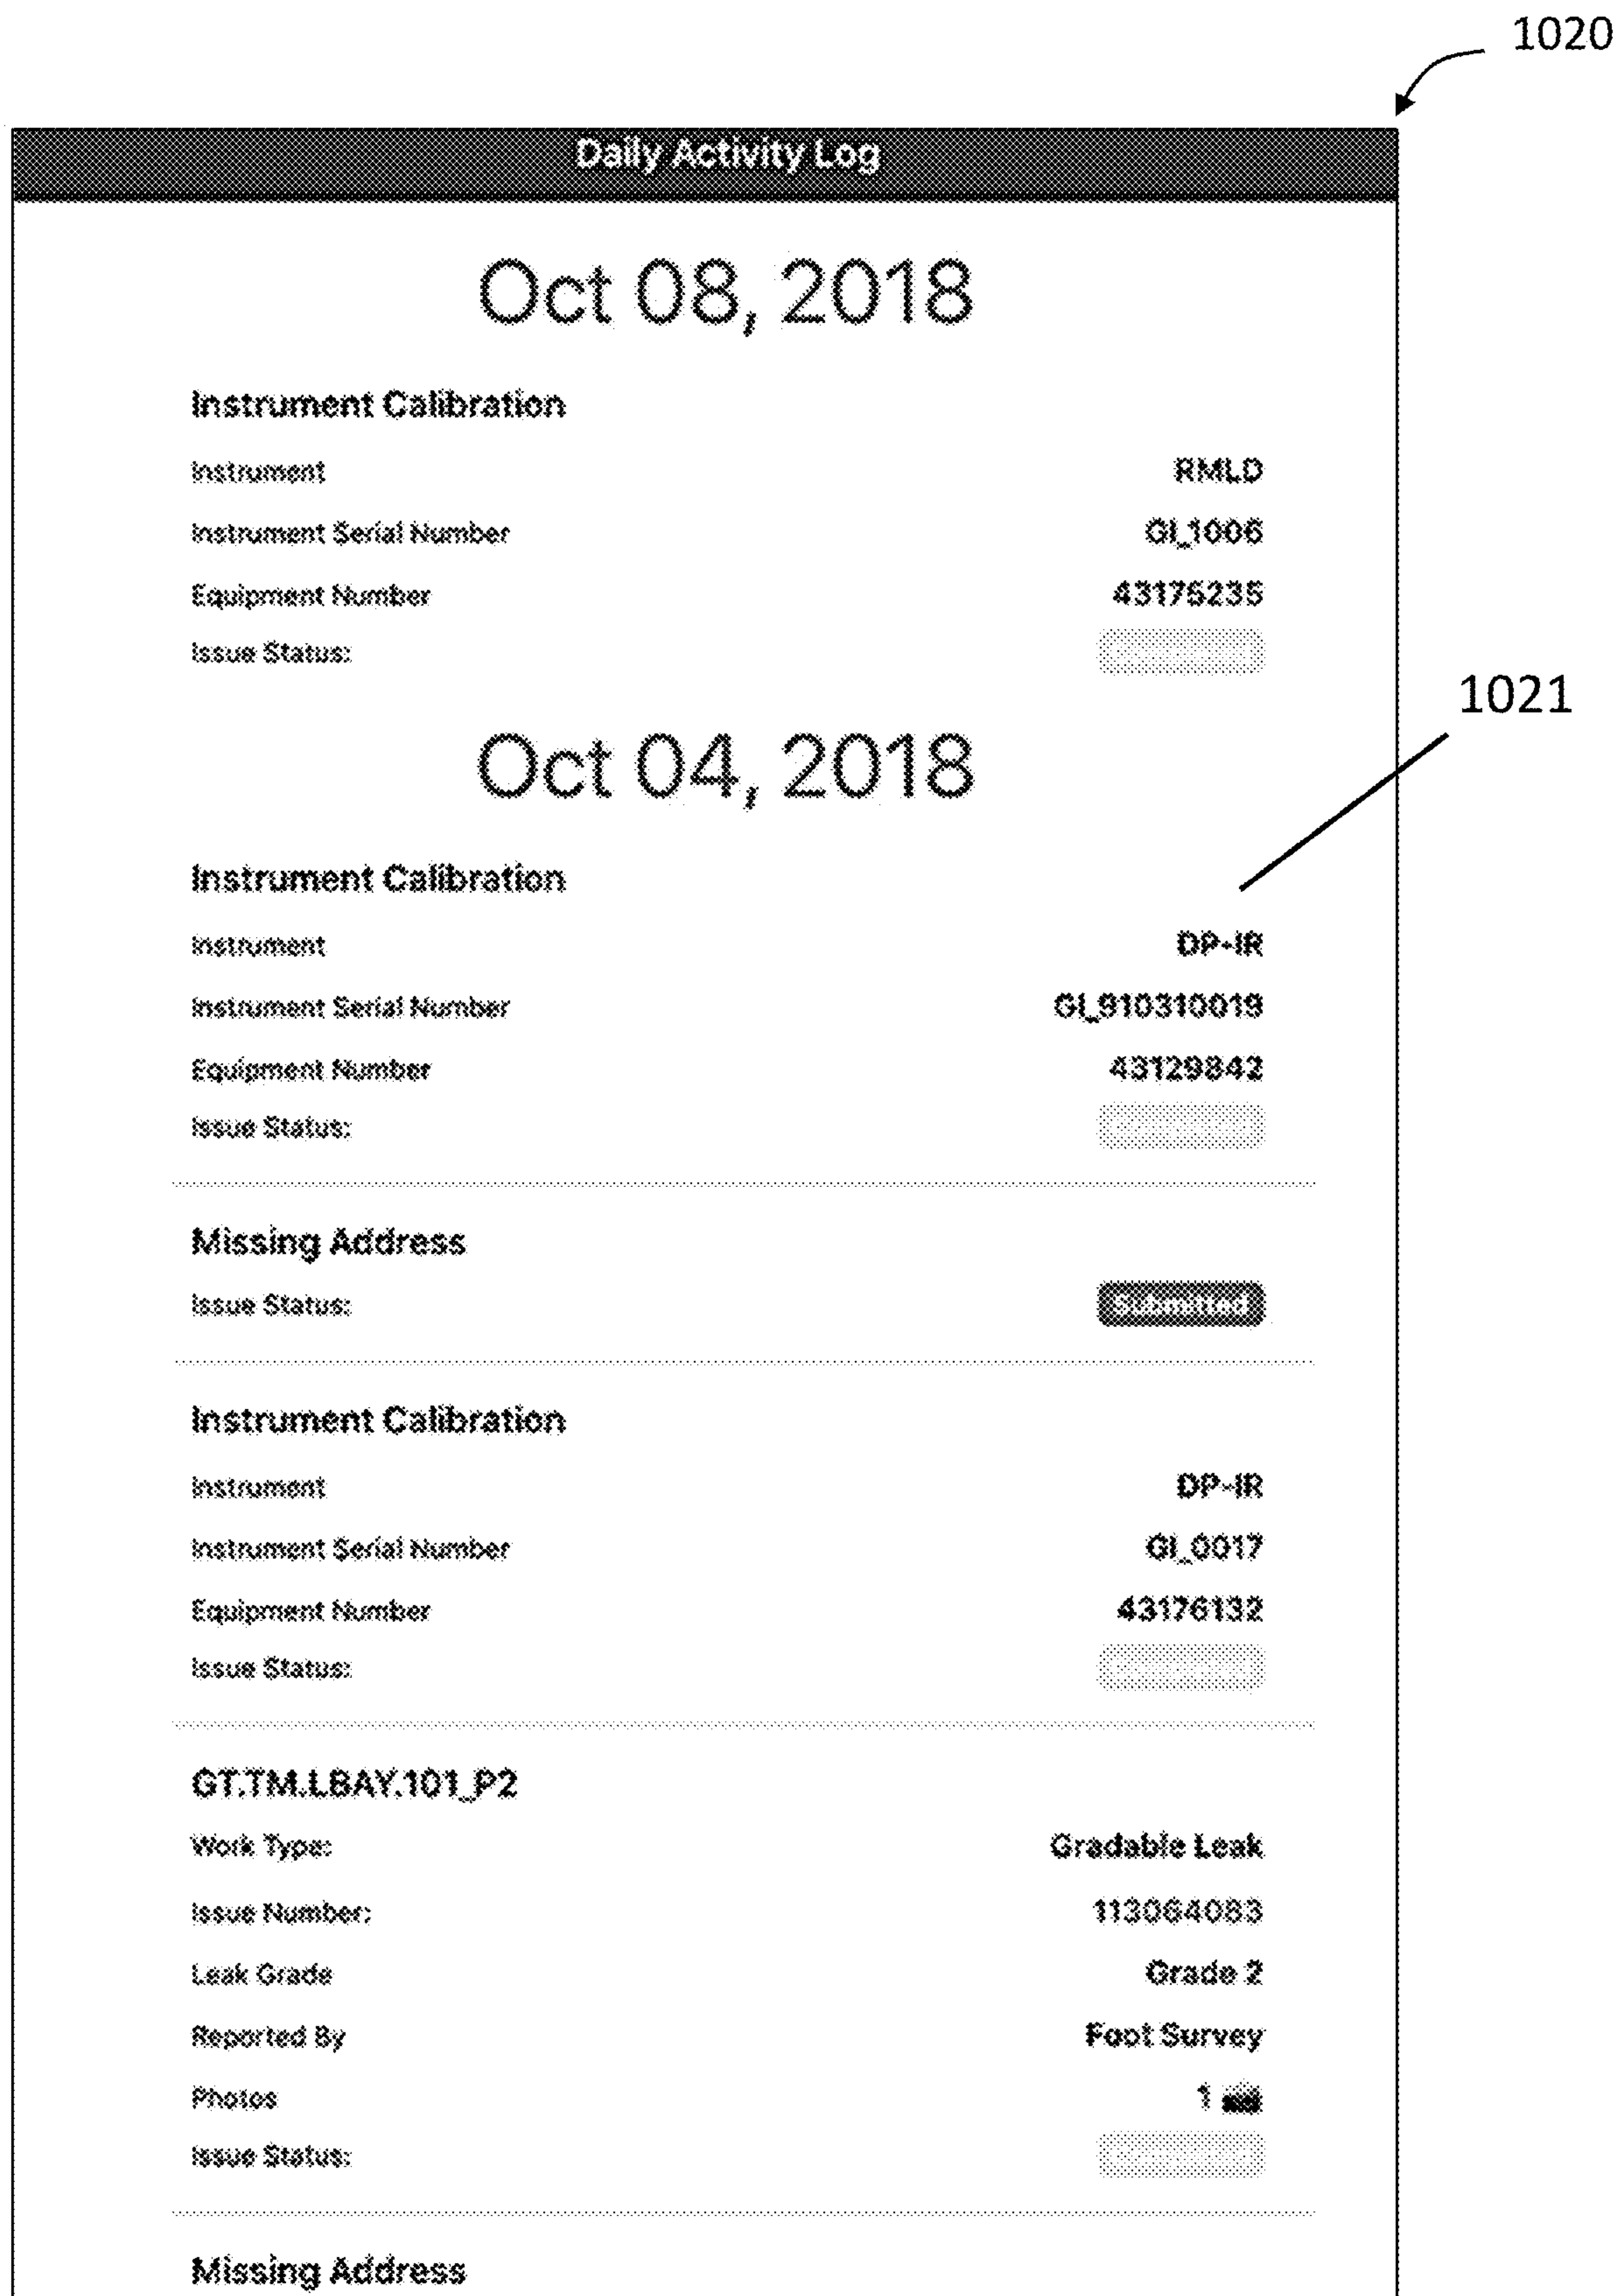 1020
Daily Activity Log
Oct 08, 2018
Instrument Calibration
Instrument RMLD
Instrument Serial Number GI_1006
Equipment Number 43175235
Issue Status:
1021
Oct 04, 2018
Instrument Calibration
Instrument DP-IR
Instrument Serial Number GI_910310019
Equipment Number 43129842
Issue Status:
Missing Address
Issue Status: Submitted
Instrument Calibration
Instrument DP-IR
Instrument Serial Number GI_0017
Equipment Number 43176132
Issue Status:
GT.TM.LBAY.101_P2
Work Type: Gradable Leak
Issue Number: 113064083
Leak Grade Grade 2
Reported By Foot Survey
Photos 1
Issue Status:
Missing Address